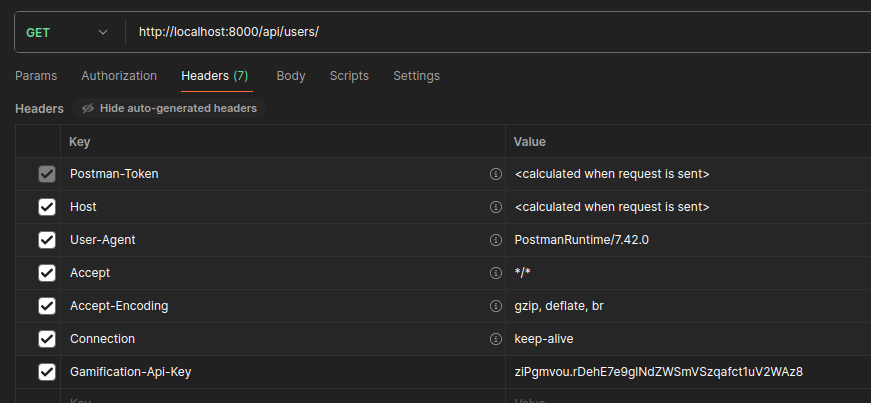 GET http://localhost:8000/api/users/
Params Authorization Headers (7) Body Scripts Settings
Headers Hide auto-generated headers
Key Value
Postman-Token <calculated when request is sent>
Host <calculated when request is sent>
User-Agent PostmanRuntime/7.42.0
Accept */*
Accept-Encoding gzip, deflate, br
Connection keep-alive
Gamification-Api-Key ziPgmvou.rDehE7e9glNdZWSmVSzqafct1uV2WAz8
Key Value